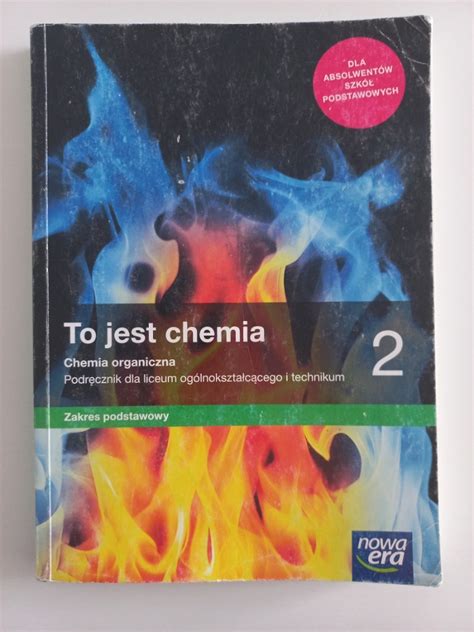 DLA
ABSOLWENTÓW
SZKÓŁ
PODSTAWOWYCH
To jest chemia
2
Chemia organiczna
Podręcznik dla liceum ogólnokształcącego i technikum
Zakres podstawowy
nowa
era